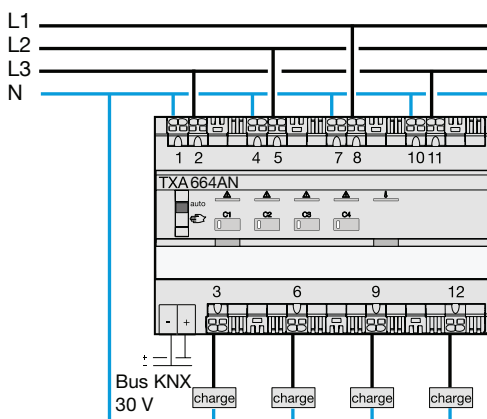 L1
L2
L3
N
1 2 4 5 7 8 10 11
TXA 664AN
auto
C1 C2 C3 C4
3 6 9 12
- +
+ -
Bus KNX
30 V
charge charge charge charge